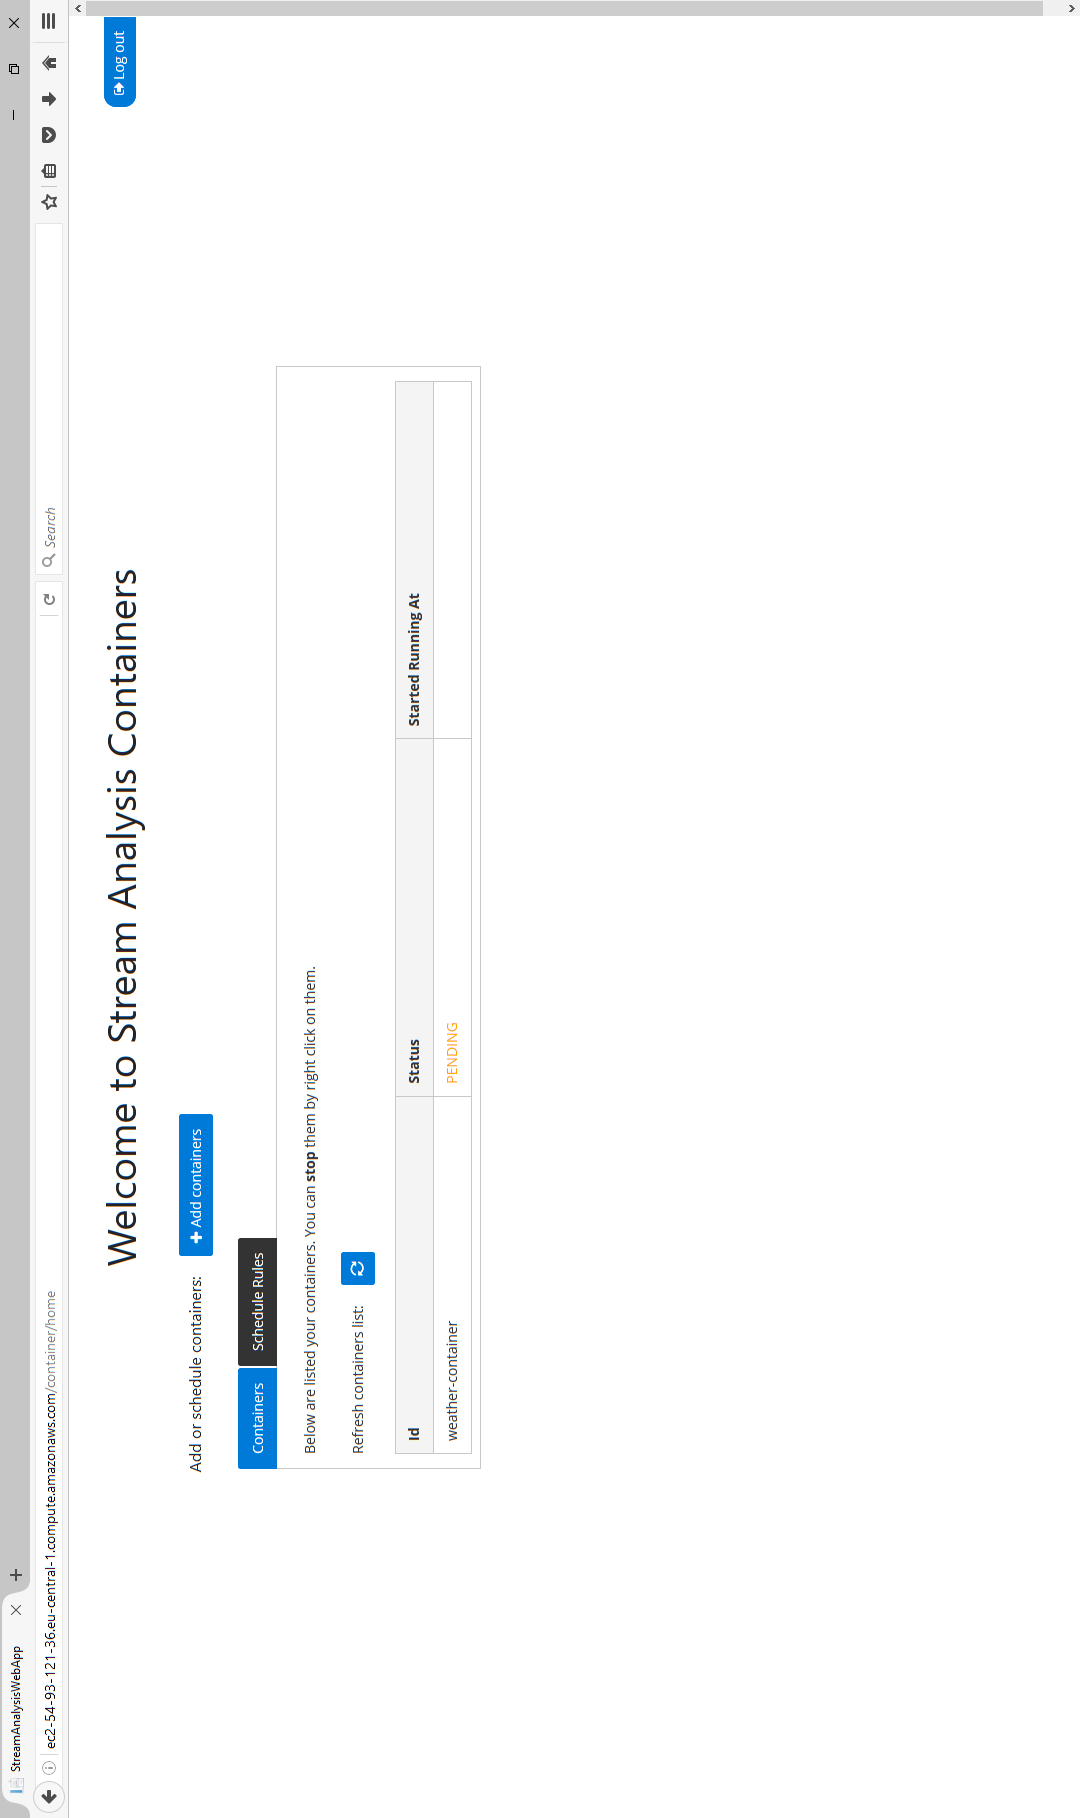 StreamAnalysisWebApp
ec2-54-93-121-36.eu-central-1.compute.amazonaws.com/container/home
Search
Log out
Welcome to Stream Analysis Containers
Add or schedule containers: Add containers
Containers Schedule Rules
Below are listed your containers. You can stop them by right click on them.
Refresh containers list:
Id Status Started Running At
weather-container PENDING